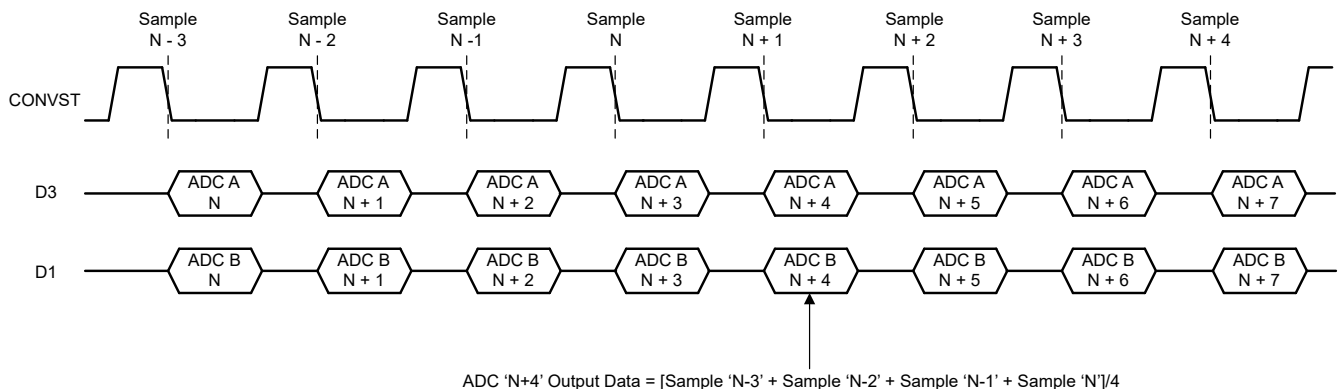 Sample
N - 3
Sample
N - 2
Sample
N -1
Sample
N
Sample
N + 1
Sample
N + 2
Sample
N + 3
Sample
N + 4
CONVST
D3
ADC A
N
ADC A
N + 1
ADC A
N + 2
ADC A
N + 3
ADC A
N + 4
ADC A
N + 5
ADC A
N + 6
ADC A
N + 7
D1
ADC B
N
ADC B
N + 1
ADC B
N + 2
ADC B
N + 3
ADC B
N + 4
ADC B
N + 5
ADC B
N + 6
ADC B
N + 7
ADC ‘N+4’ Output Data = [Sample ‘N-3’ + Sample ‘N-2’ + Sample ‘N-1’ + Sample ‘N’]/4